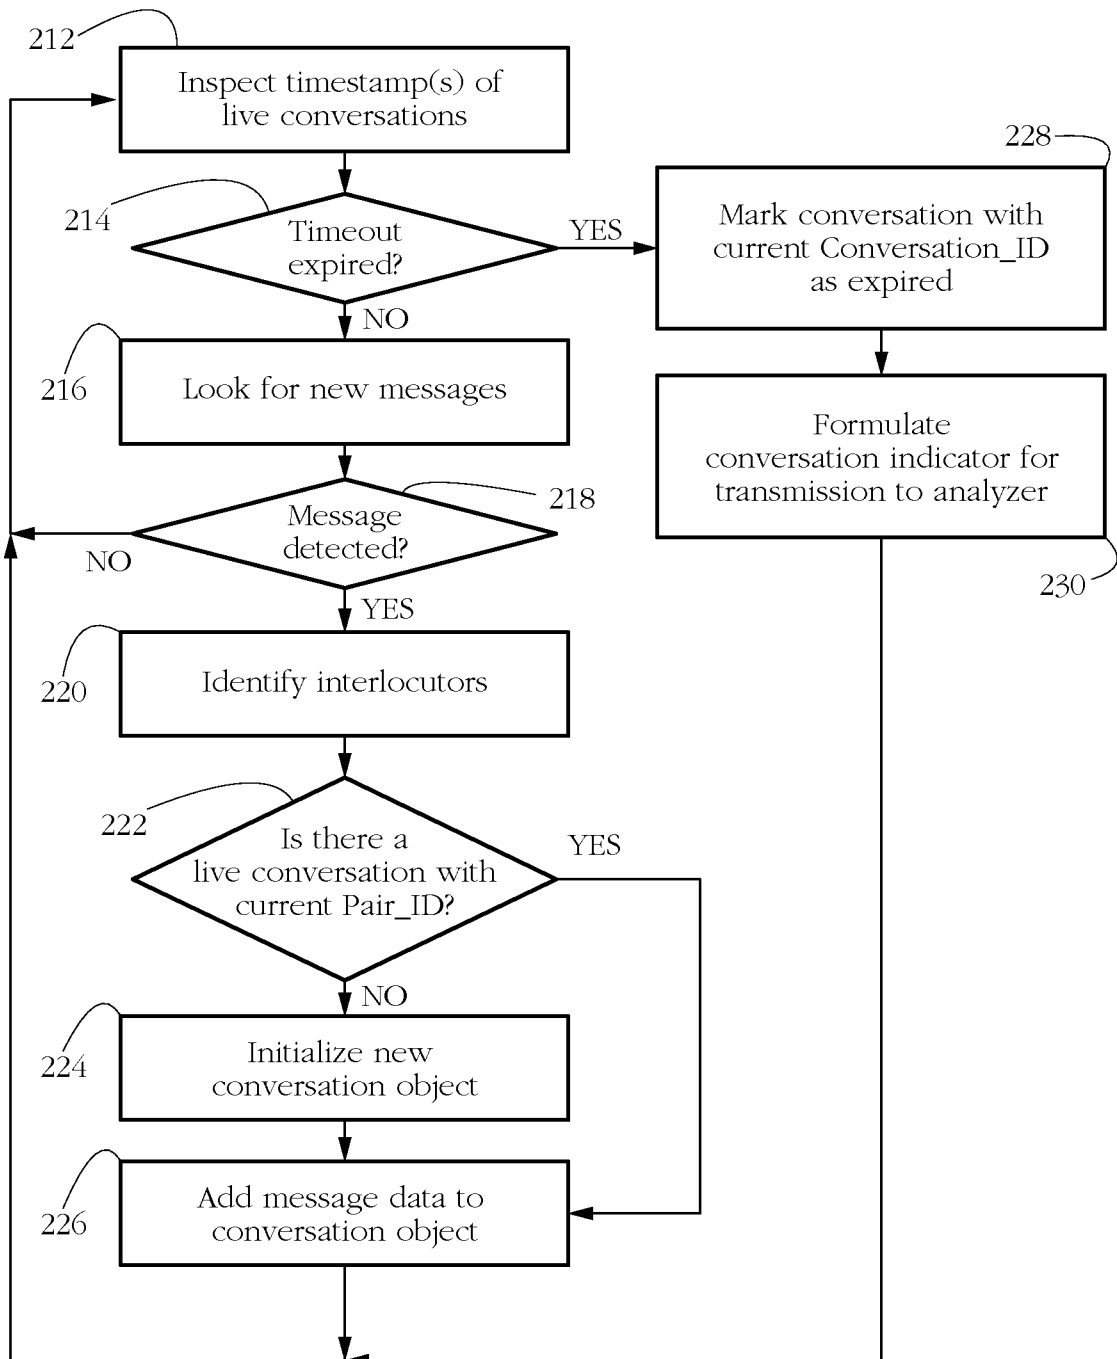 212
Inspect timestamp(s) of
live conversations
228
214
Timeout
expired?
YES
Mark conversation with
current Conversation_ID
as expired
NO
216
Look for new messages
Formulate
conversation indicator for
transmission to analyzer
218
Message
detected?
NO
YES
230
220
Identify interlocutors
222
Is there a
live conversation with
current Pair_ID?
YES
NO
224
Initialize new
conversation object
226
Add message data to
conversation object